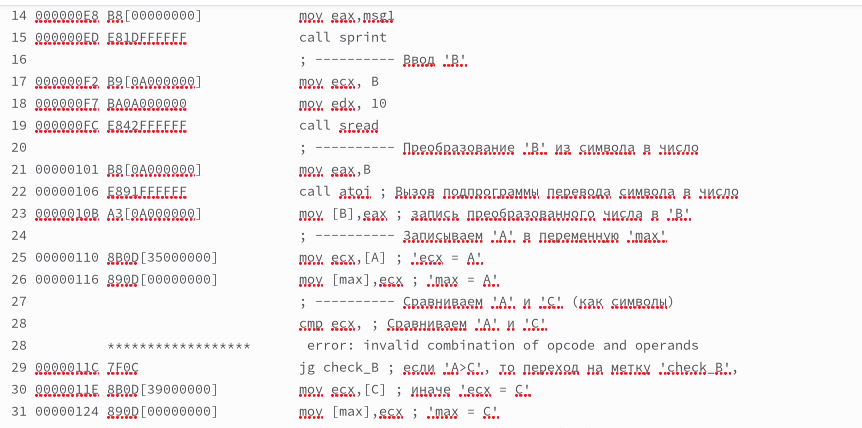 14 000000E8 B8[00000000] mov eax,msg1
15 000000ED E81DFFFFFF call sprint
16 ; ---------- Ввод 'B'
17 000000F2 B9[0A000000] mov ecx, B
18 000000F7 BA0A000000 mov edx, 10
19 000000FC E842FFFFFF call sread
20 ; ---------- Преобразование 'B' из символа в число
21 00000101 B8[0A000000] mov eax,B
22 00000106 E891FFFFFF call atoi ; Вызов подпрограммы перевода символа в число
23 0000010B A3[0A000000] mov [B],eax ; запись преобразованного числа в 'B'
24 ; ---------- Записываем 'A' в переменную 'max'
25 00000110 8B0D[35000000] mov ecx,[A] ; 'ecx = A'
26 00000116 890D[00000000] mov [max],ecx ; 'max = A'
27 ; ---------- Сравниваем 'A' и 'С' (как символы)
28 cmp ecx, ; Сравниваем 'A' и 'С'
28 ****************** error: invalid combination of opcode and operands
29 0000011C 7F0C jg check_B ; если 'A>C', то переход на метку 'check_B',
30 0000011E 8B0D[39000000] mov ecx,[C] ; иначе 'ecx = C'
31 00000124 890D[00000000] mov [max],ecx ; 'max = C'